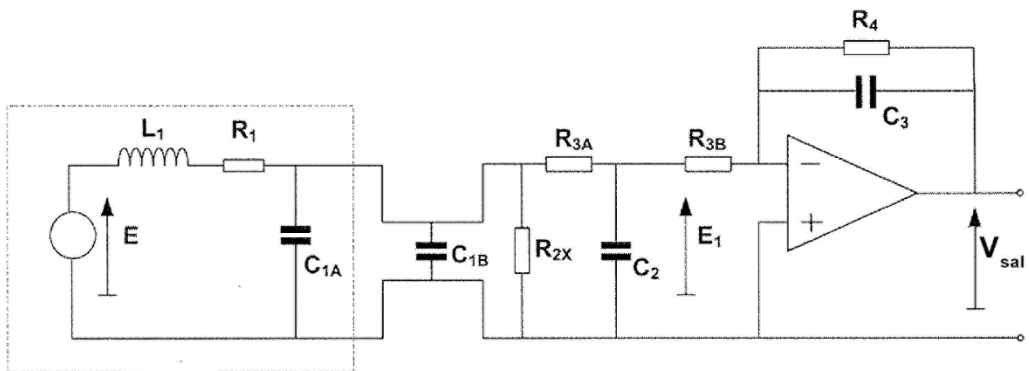 R4
C3
L1
R1
R3A
R3B
E
C1A
C1B
R2X
C2
E1
−
+
Vsal